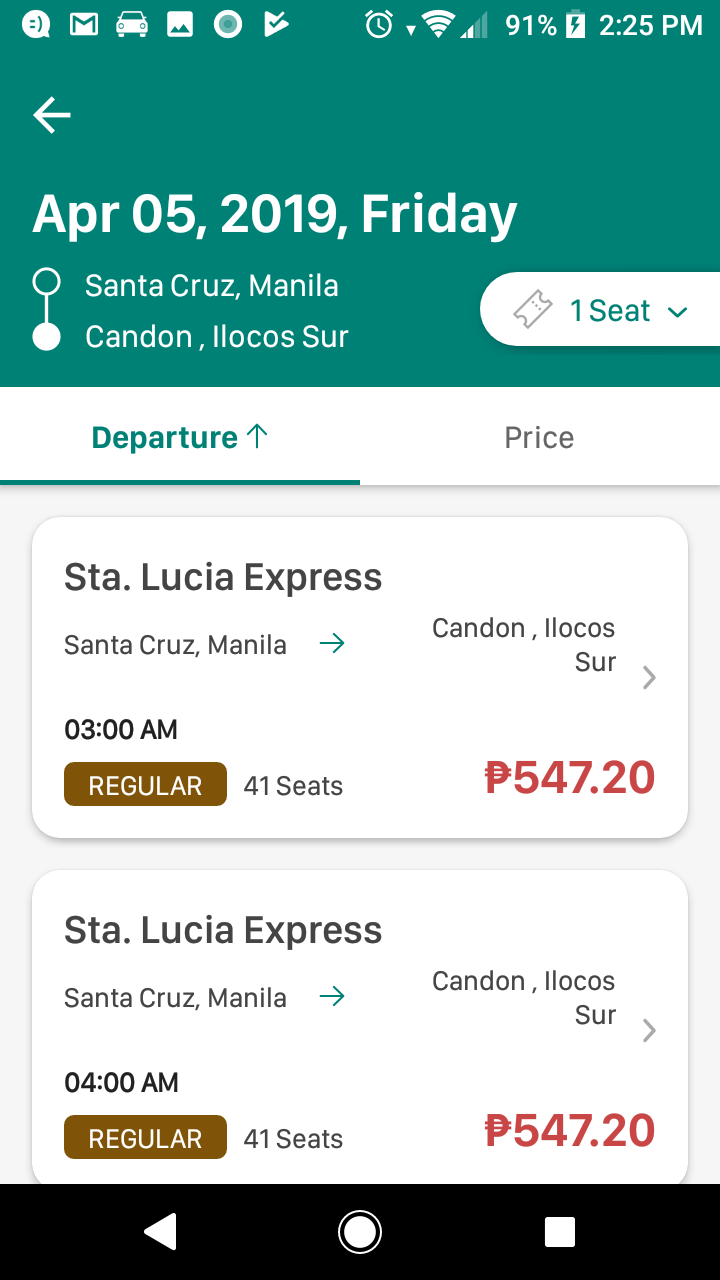 91% 2:25 PM
Apr 05, 2019, Friday
Santa Cruz, Manila
Candon , Ilocos Sur
1 Seat
Departure ↑
Price
Sta. Lucia Express
Santa Cruz, Manila → Candon , Ilocos
Sur
03:00 AM
REGULAR 41 Seats ₱547.20
Sta. Lucia Express
Santa Cruz, Manila → Candon , Ilocos
Sur
04:00 AM
REGULAR 41 Seats ₱547.20